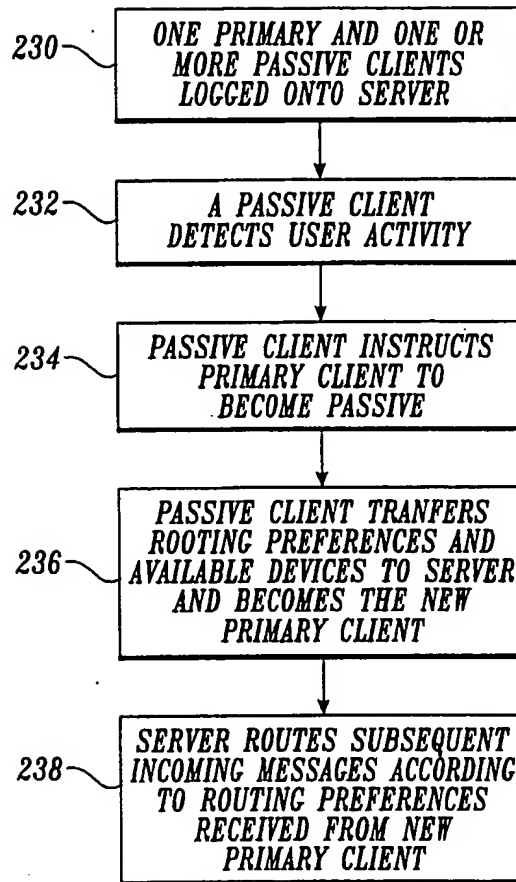 230
ONE PRIMARY AND ONE OR
MORE PASSIVE CLIENTS
LOGGED ONTO SERVER
232
A PASSIVE CLIENT
DETECTS USER ACTIVITY
234
PASSIVE CLIENT INSTRUCTS
PRIMARY CLIENT TO
BECOME PASSIVE
236
PASSIVE CLIENT TRANFERS
ROOTING PREFERENCES AND
AVAILABLE DEVICES TO SERVER
AND BECOMES THE NEW
PRIMARY CLIENT
238
SERVER ROUTES SUBSEQUENT
INCOMING MESSAGES ACCORDING
TO ROUTING PREFERENCES
RECEIVED FROM NEW
PRIMARY CLIENT